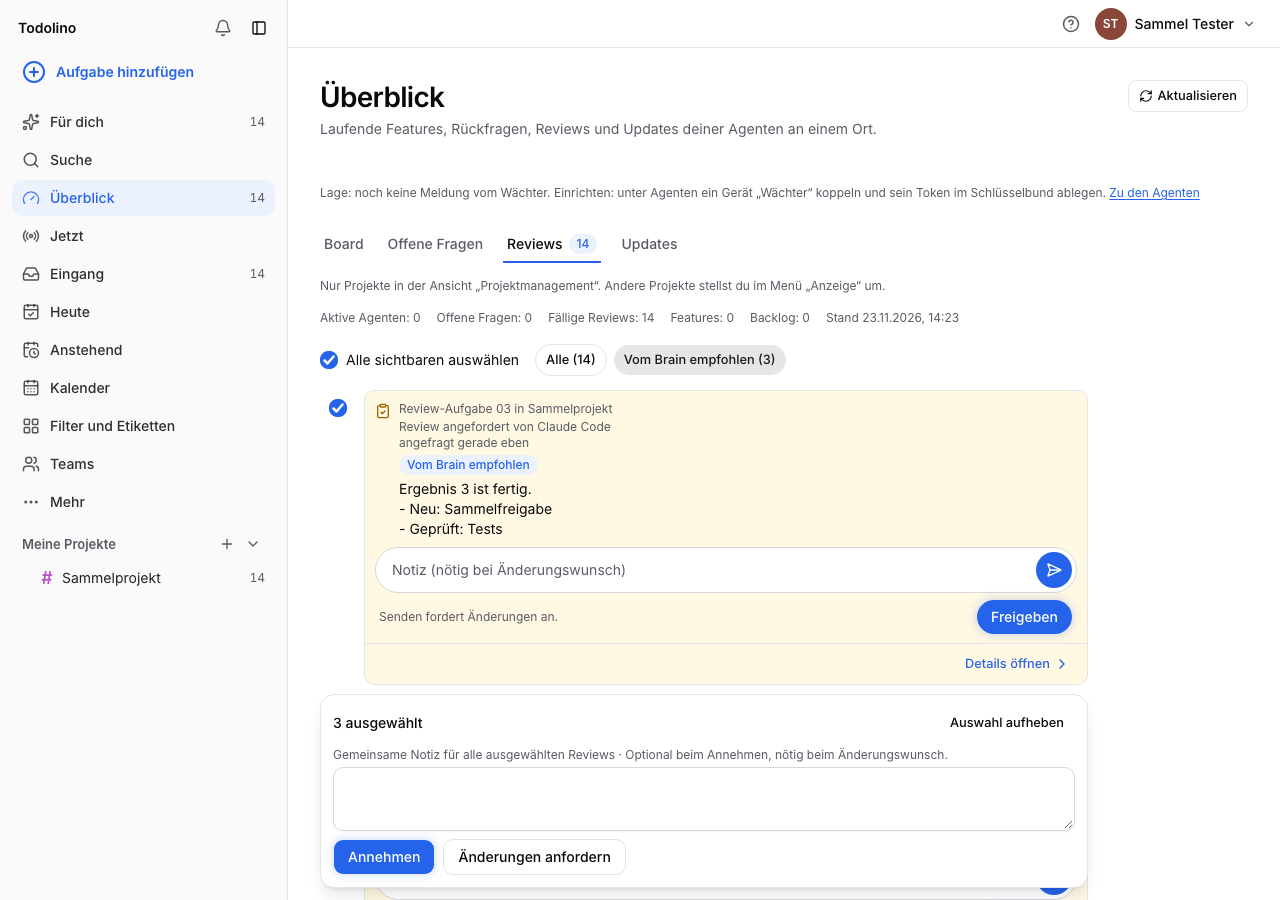 Todolino
Aufgabe hinzufügen
Für dich 14
Suche
Überblick 14
Jetzt
Eingang 14
Heute
Anstehend
Kalender
Filter und Etiketten
Teams
Mehr
Meine Projekte
# Sammelprojekt 14
ST Sammel Tester
Überblick
Aktualisieren
Laufende Features, Rückfragen, Reviews und Updates deiner Agenten an einem Ort.
Lage: noch keine Meldung vom Wächter. Einrichten: unter Agenten ein Gerät „Wächter“ koppeln und sein Token im Schlüsselbund ablegen. Zu den Agenten
Board Offene Fragen Reviews 14 Updates
Nur Projekte in der Ansicht „Projektmanagement“. Andere Projekte stellst du im Menü „Anzeige“ um.
Aktive Agenten: 0 Offene Fragen: 0 Fällige Reviews: 14 Features: 0 Backlog: 0 Stand 23.11.2026, 14:23
Alle sichtbaren auswählen Alle (14) Vom Brain empfohlen (3)
Review-Aufgabe 03 in Sammelprojekt
Review angefordert von Claude Code
angefragt gerade eben
Vom Brain empfohlen
Ergebnis 3 ist fertig.
- Neu: Sammelfreigabe
- Geprüft: Tests
Notiz (nötig bei Änderungswunsch)
Senden fordert Änderungen an. Freigeben
Details öffnen
3 ausgewählt Auswahl aufheben
Gemeinsame Notiz für alle ausgewählten Reviews · Optional beim Annehmen, nötig beim Änderungswunsch.
Annehmen Änderungen anfordern